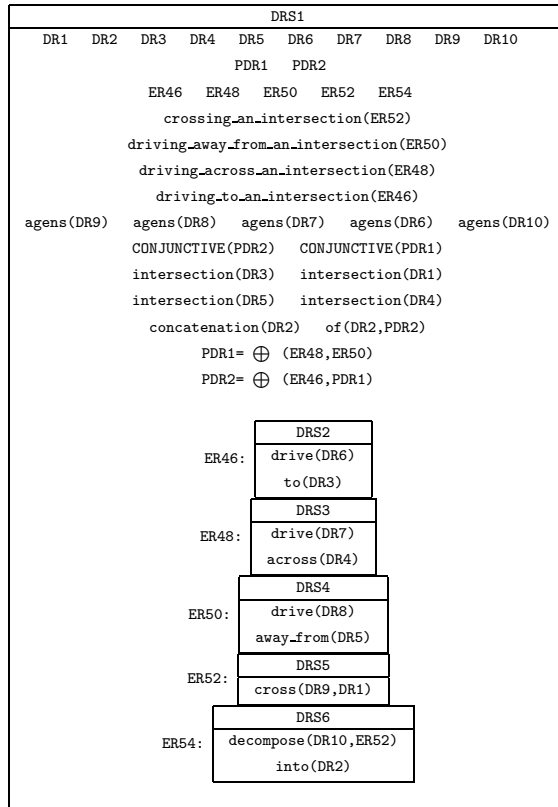 DRS1
DR1 DR2 DR3 DR4 DR5 DR6 DR7 DR8 DR9 DR10
PDR1 PDR2
ER46 ER48 ER50 ER52 ER54
crossing_an_intersection(ER52)
driving_away_from_an_intersection(ER50)
driving_across_an_intersection(ER48)
driving_to_an_intersection(ER46)
agens(DR9) agens(DR8) agens(DR7) agens(DR6) agens(DR10)
CONJUNCTIVE(PDR2) CONJUNCTIVE(PDR1)
intersection(DR3) intersection(DR1)
intersection(DR5) intersection(DR4)
concatenation(DR2) of(DR2,PDR2)
PDR1= ⊕ (ER48,ER50)
PDR2= ⊕ (ER46,PDR1)
DRS2
ER46: drive(DR6)
to(DR3)
DRS3
ER48: drive(DR7)
across(DR4)
DRS4
ER50: drive(DR8)
away_from(DR5)
DRS5
ER52: cross(DR9,DR1)
DRS6
ER54: decompose(DR10,ER52)
into(DR2)